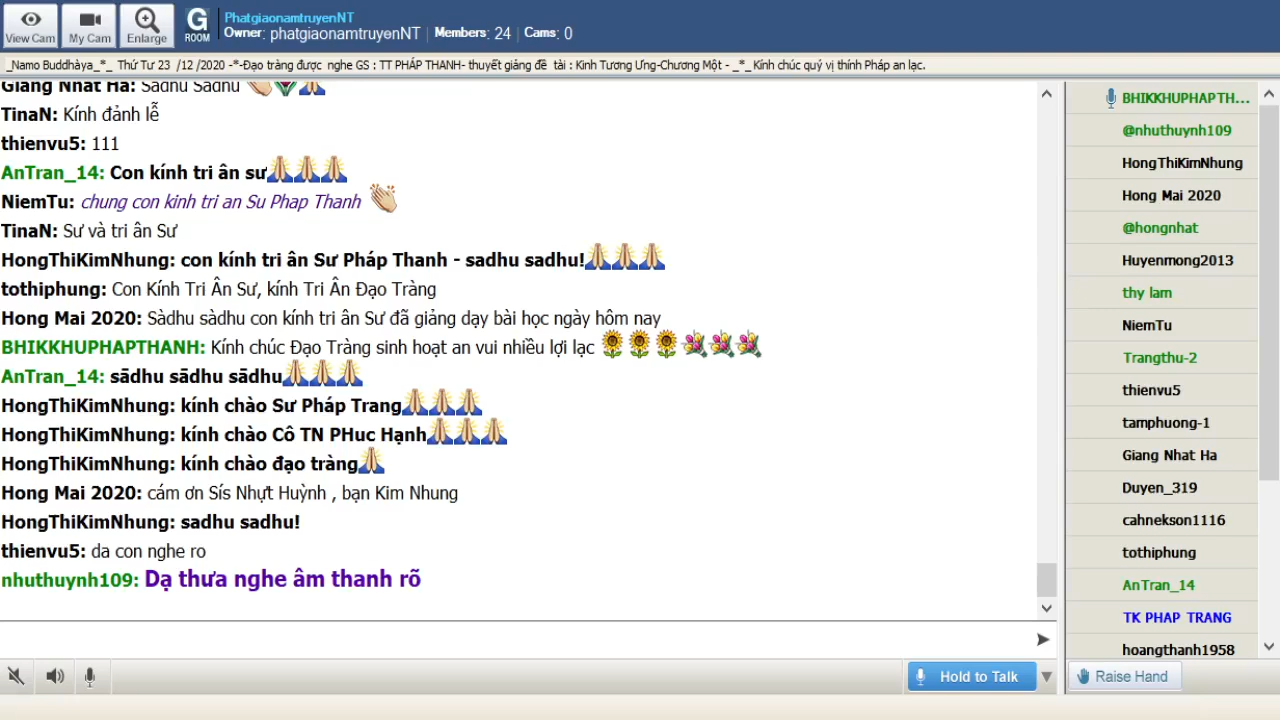 View Cam
My Cam
Enlarge
G ROOM
PhatgiaonamtruyenNT
Owner: phatgiaonamtruyenNT | Members: 24 | Cams: 0
_Namo Buddhàya_*_ Thứ Tư 23 /12 /2020 -*-Đạo tràng được nghe GS : TT PHÁP THANH- thuyết giảng đề tài : Kinh Tương Ưng-Chương Một - _*_Kính chúc quý vị thính Pháp an lạc.
Giang Nhat Ha: Sadhu Sadhu
TinaN: Kính đảnh lễ
thienvu5: 111
AnTran_14: Con kính tri ân sư
NiemTu: chung con kinh tri an Su Phap Thanh
TinaN: Sư và tri ân Sư
HongThiKimNhung: con kính tri ân Sư Pháp Thanh - sadhu sadhu!
tothiphung: Con Kính Tri Ân Sư, kính Tri Ân Đạo Tràng
Hong Mai 2020: Sàdhu sàdhu con kính tri ân Sư đã giảng dạy bài học ngày hôm nay
BHIKKHUPHAPTHANH: Kính chúc Đạo Tràng sinh hoạt an vui nhiều lợi lạc
AnTran_14: sādhu sādhu sādhu
HongThiKimNhung: kính chào Sư Pháp Trang
HongThiKimNhung: kính chào Cô TN PHuc Hạnh
HongThiKimNhung: kính chào đạo tràng
Hong Mai 2020: cám ơn Sís Nhựt Huỳnh , bạn Kim Nhung
HongThiKimNhung: sadhu sadhu!
thienvu5: da con nghe ro
nhuthuynh109: Dạ thưa nghe âm thanh rõ
BHIKKHUPHAPTH...
@nhuthuynh109
HongThiKimNhung
Hong Mai 2020
@hongnhat
Huyenmong2013
thy lam
NiemTu
Trangthu-2
thienvu5
tamphuong-1
Giang Nhat Ha
Duyen_319
cahnekson1116
tothiphung
AnTran_14
TK PHAP TRANG
hoangthanh1958
Hold to Talk
Raise Hand